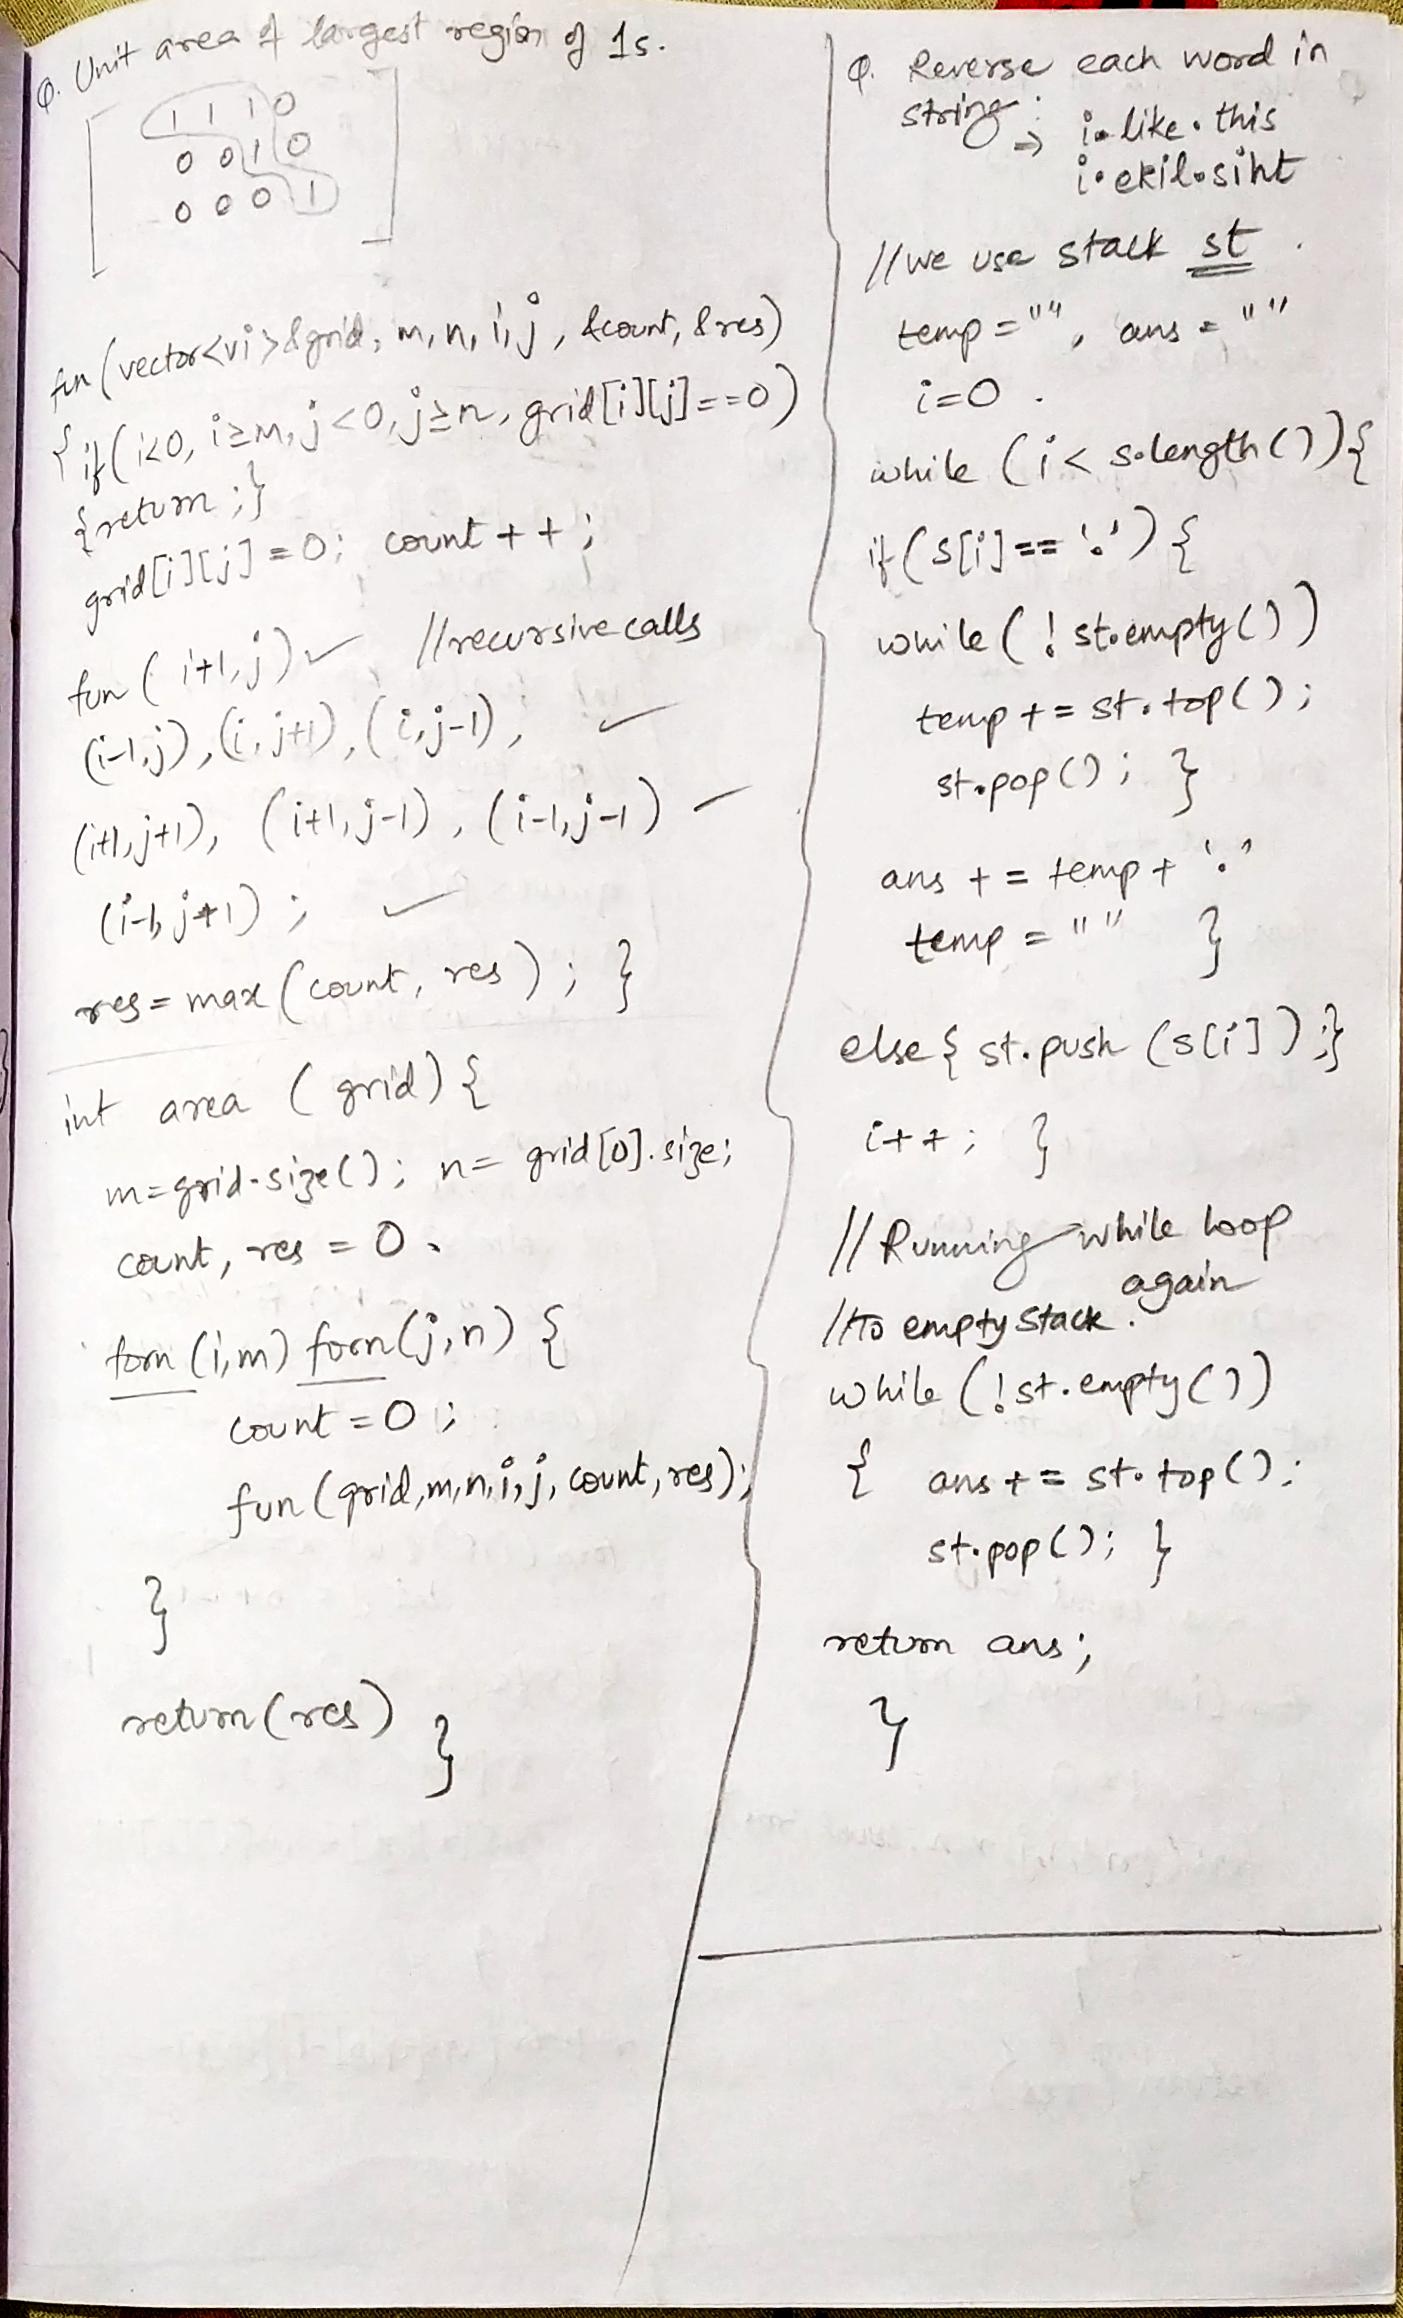 Q. Unit area of largest region of 1s.
1 1 1 0
0 0 1 0
0 0 0 1
fun (vector<vi>&grid, m, n, i, j, &count, &res)
{ if (i<0, i≥m, j<0, j≥n, grid[i][j]==0)
{return;}
grid[i][j]=0; count++;
fun (i+1, j) ✓ //recursive calls
(i-1,j), (i, j+1), (i, j-1), ✓
(i+1, j+1), (i+1, j-1), (i-1, j-1) ✓
(i-1, j+1); ✓
res = max (count, res); }
int area (grid) {
m=grid.size(); n= grid[0].size;
count, res = 0.
forn (i,m) forn(j,n) {
count = 0;
fun (grid,m,n,i,j, count, res);
}
return (res)
}
Q. Reverse each word in
string :
⇒ i.like.this
i.ekil.siht
//we use stack st.
temp = "", ans = ""
i=0.
while (i< s.length()){
if (s[i]== '.') {
while (! st.empty())
temp += st.top();
st.pop(); }
ans += temp + '.'
temp = "" }
else { st.push (s[i]);}
i++; }
// Running while loop
again
//to empty stack.
while (!st.empty())
{ ans += st.top();
st.pop(); }
return ans;
}